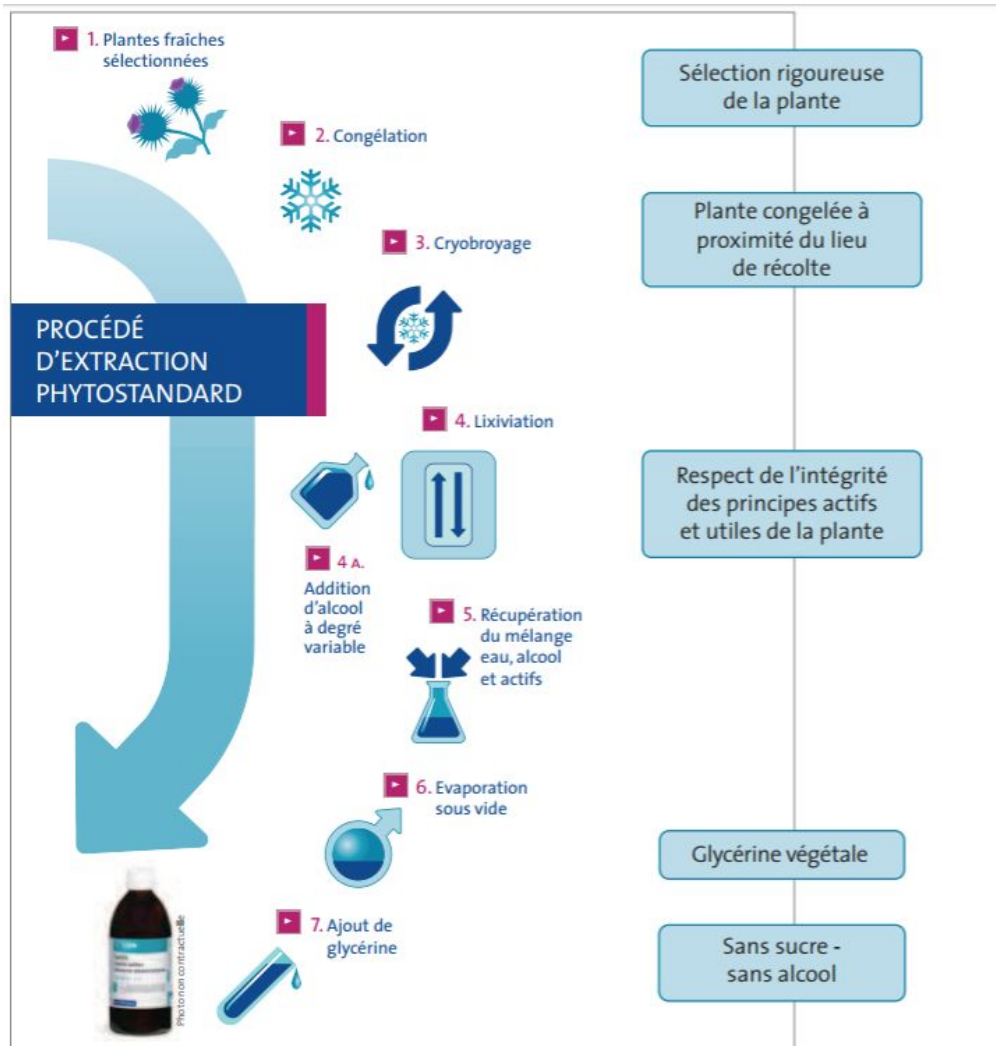 1. Plantes fraîches
sélectionnées
2. Congélation
3. Cryobroyage
PROCÉDÉ
D'EXTRACTION
PHYTOSTANDARD
4. Lixiviation
4 A.
Addition
d'alcool
à degré
variable
5. Récupération
du mélange
eau, alcool
et actifs
6. Evaporation
sous vide
7. Ajout de
glycérine
Photo non contractuelle
Sélection rigoureuse
de la plante
Plante congelée à
proximité du lieu
de récolte
Respect de l'intégrité
des principes actifs
et utiles de la plante
Glycérine végétale
Sans sucre -
sans alcool